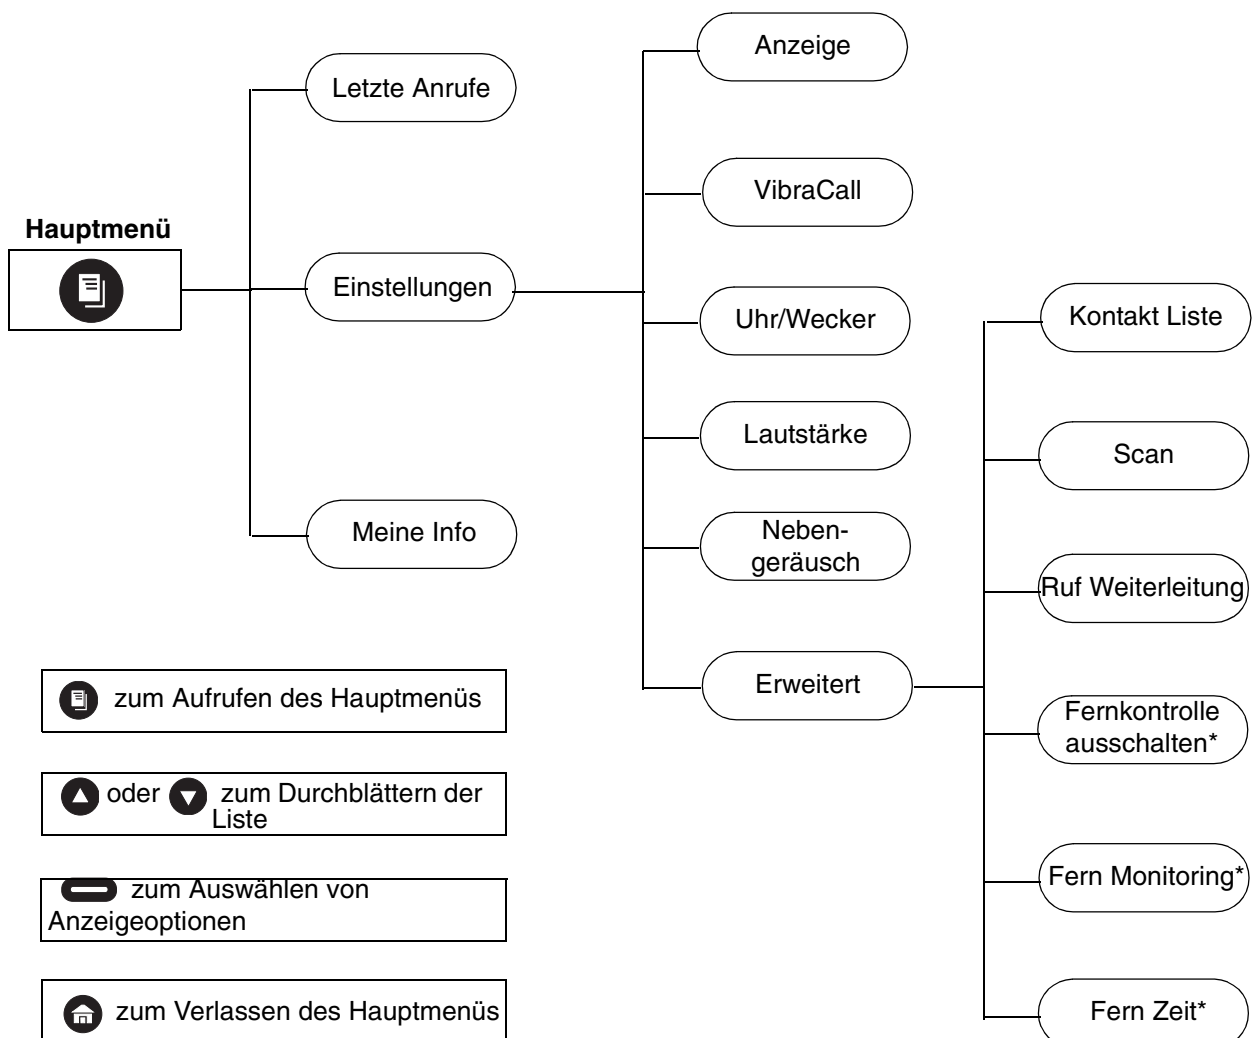 Hauptmenü
Letzte Anrufe
Einstellungen
Meine Info
Anzeige
VibraCall
Uhr/Wecker
Lautstärke
Neben-
geräusch
Erweitert
Kontakt Liste
Scan
Ruf Weiterleitung
Fernkontrolle
ausschalten*
Fern Monitoring*
Fern Zeit*
zum Aufrufen des Hauptmenüs
oder zum Durchblättern der
Liste
zum Auswählen von
Anzeigeoptionen
zum Verlassen des Hauptmenüs